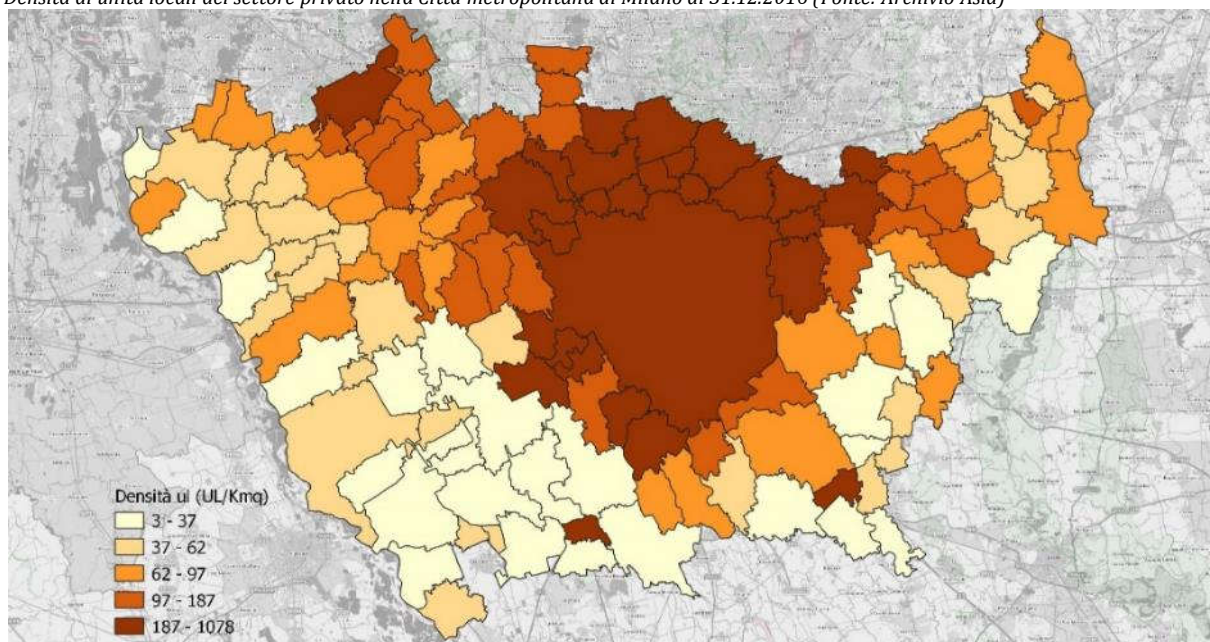 Densità di unità locali del settore privato nella Città metropolitana di Milano al 31.12.2016 (Fonte: Archivio Asia)
Densità ul (UL/Kmq)
3 - 37
37 - 62
62 - 97
97 - 187
187 - 1078